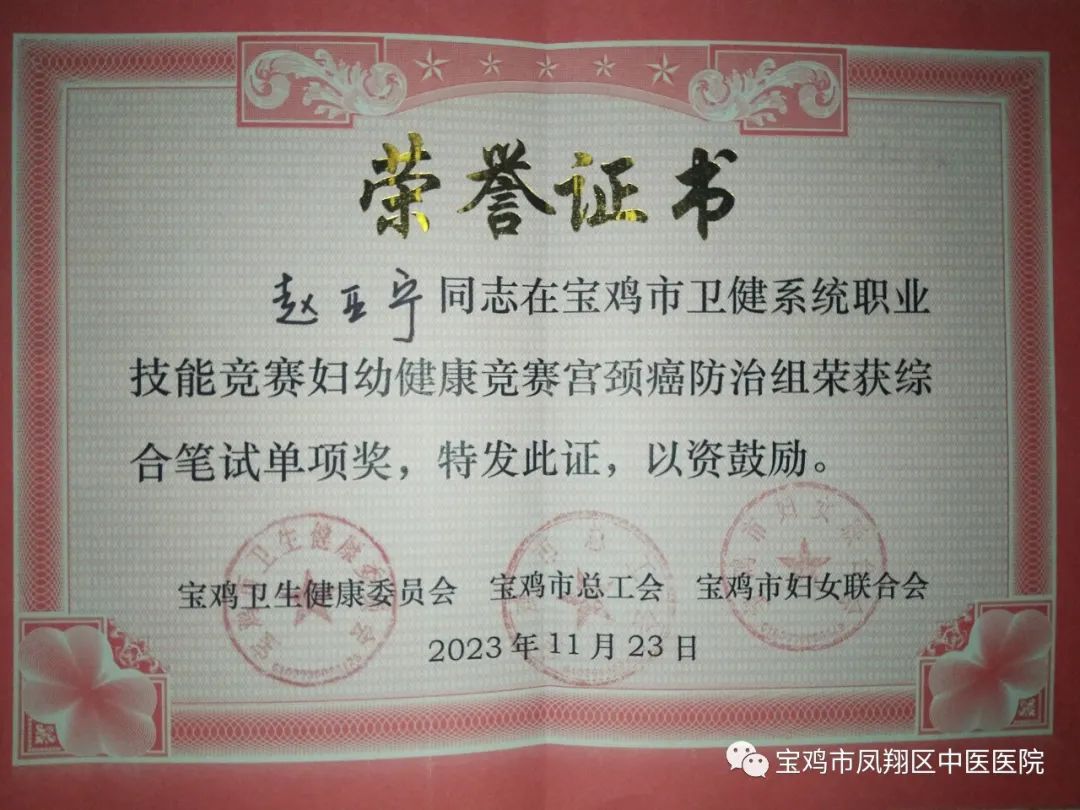 荣誉证书
赵亚宁同志在宝鸡市卫健系统职业
技能竞赛妇幼健康竞赛宫颈癌防治组荣获综
合笔试单项奖，特发此证，以资鼓励。
宝鸡卫生健康委员会 宝鸡市总工会 宝鸡市妇女联合会
2023年11月23日
宝鸡市凤翔区中医医院